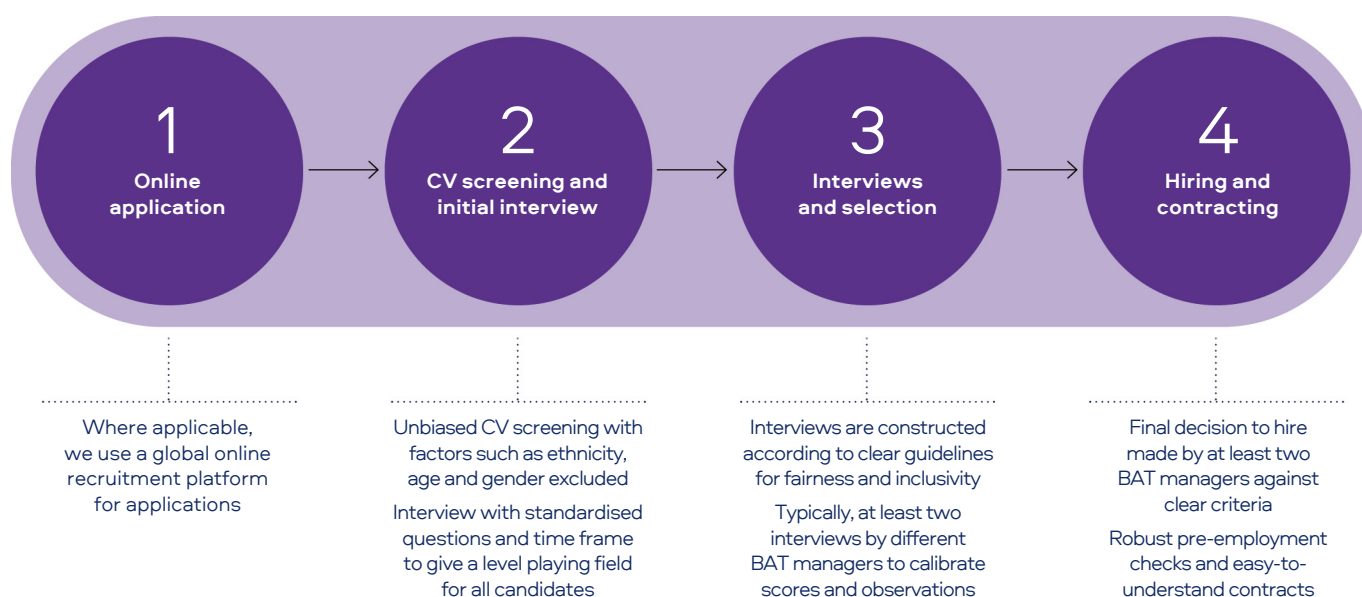 1
Online
application
2
CV screening and
initial interview
3
Interviews
and selection
4
Hiring and
contracting
Where applicable,
we use a global online
recruitment platform
for applications
Unbiased CV screening with
factors such as ethnicity,
age and gender excluded
Interview with standardised
questions and time frame
to give a level playing field
for all candidates
Interviews are constructed
according to clear guidelines
for fairness and inclusivity
Typically, at least two
interviews by different
BAT managers to calibrate
scores and observations
Final decision to hire
made by at least two
BAT managers against
clear criteria
Robust pre-employment
checks and easy-to-
understand contracts